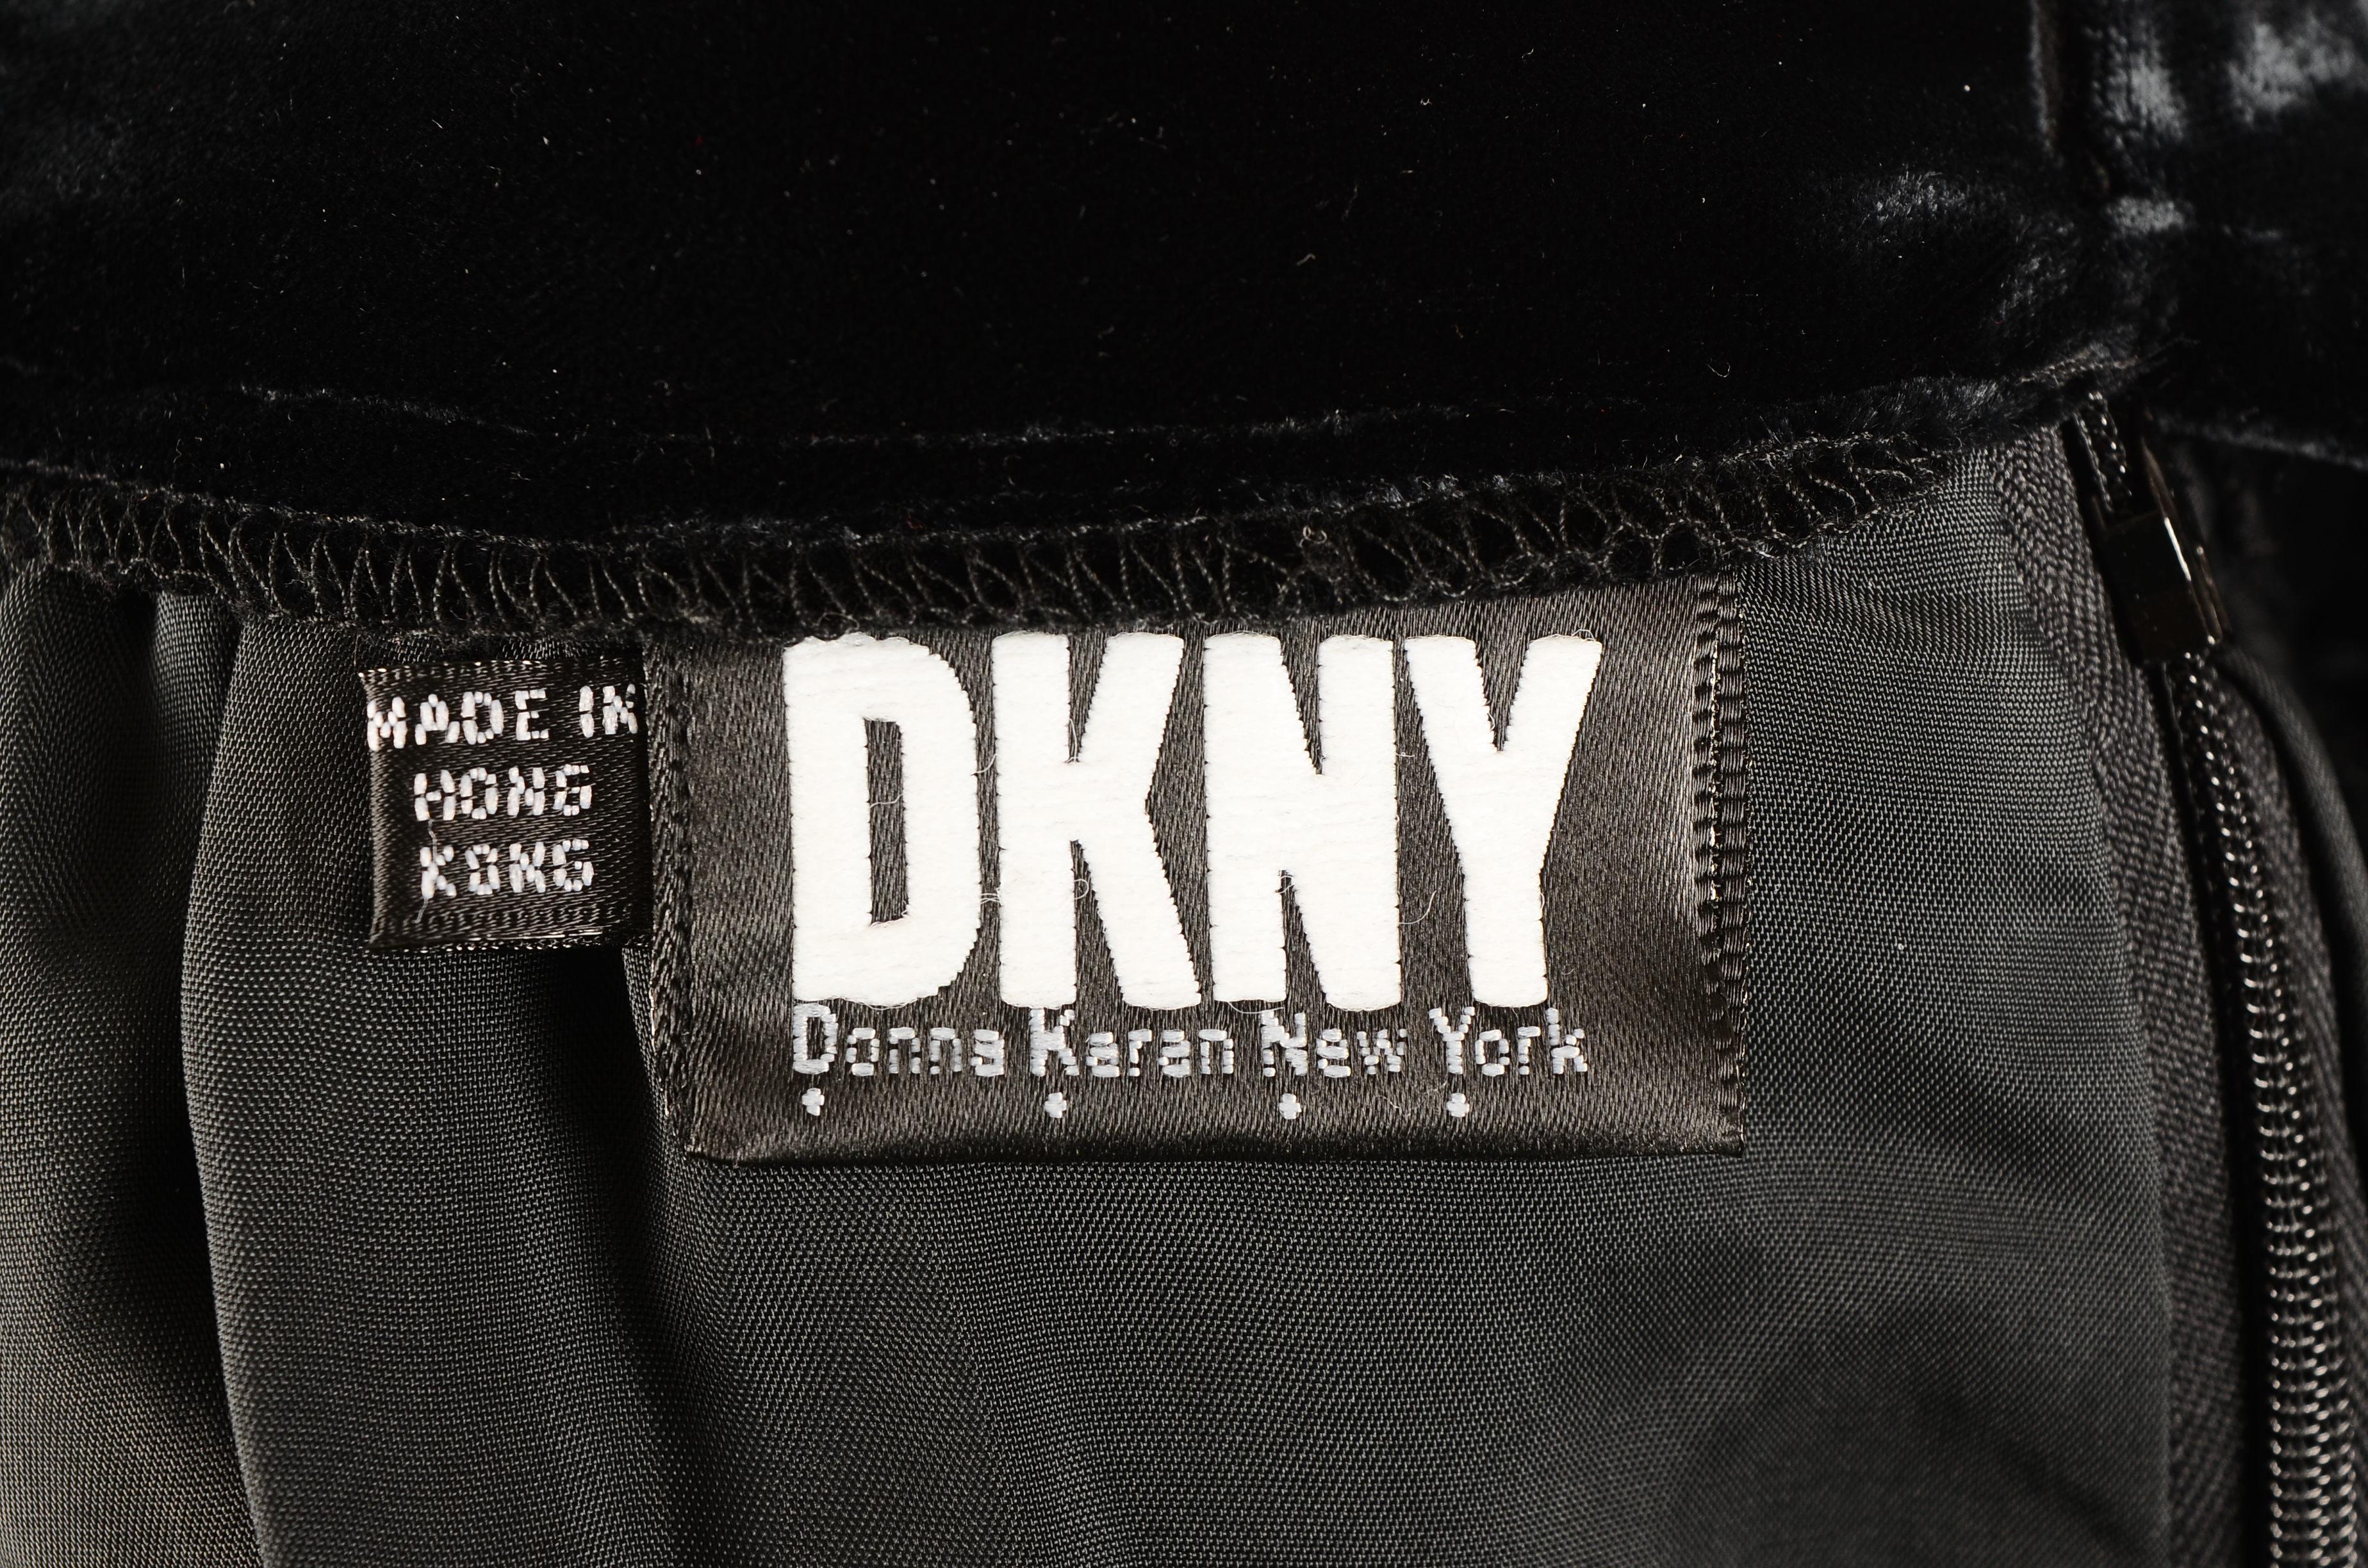 MADE IN
HONG
KONG
DKNY
Donna Karan New York